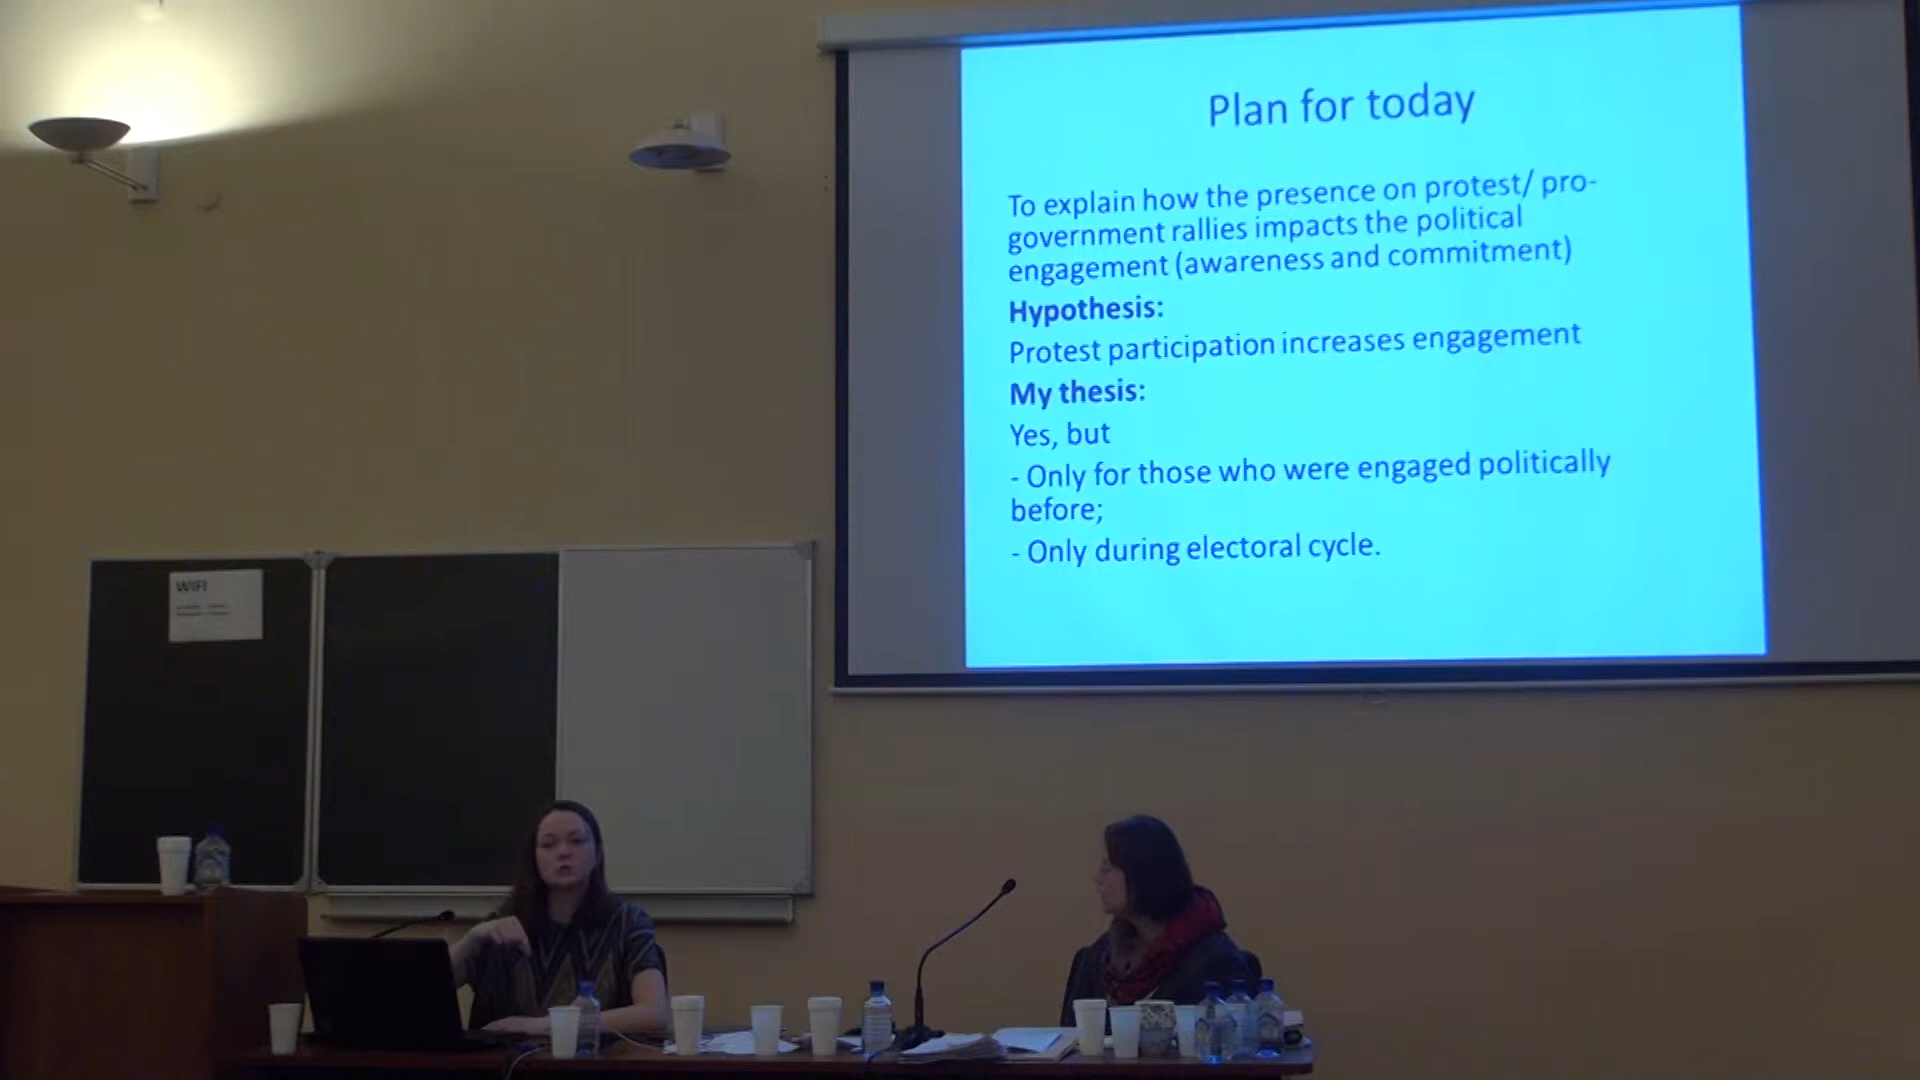 Plan for today
To explain how the presence on protest/ pro-
government rallies impacts the political
engagement (awareness and commitment)
Hypothesis:
Protest participation increases engagement
My thesis:
Yes, but
- Only for those who were engaged politically
before;
- Only during electoral cycle.
WIFI